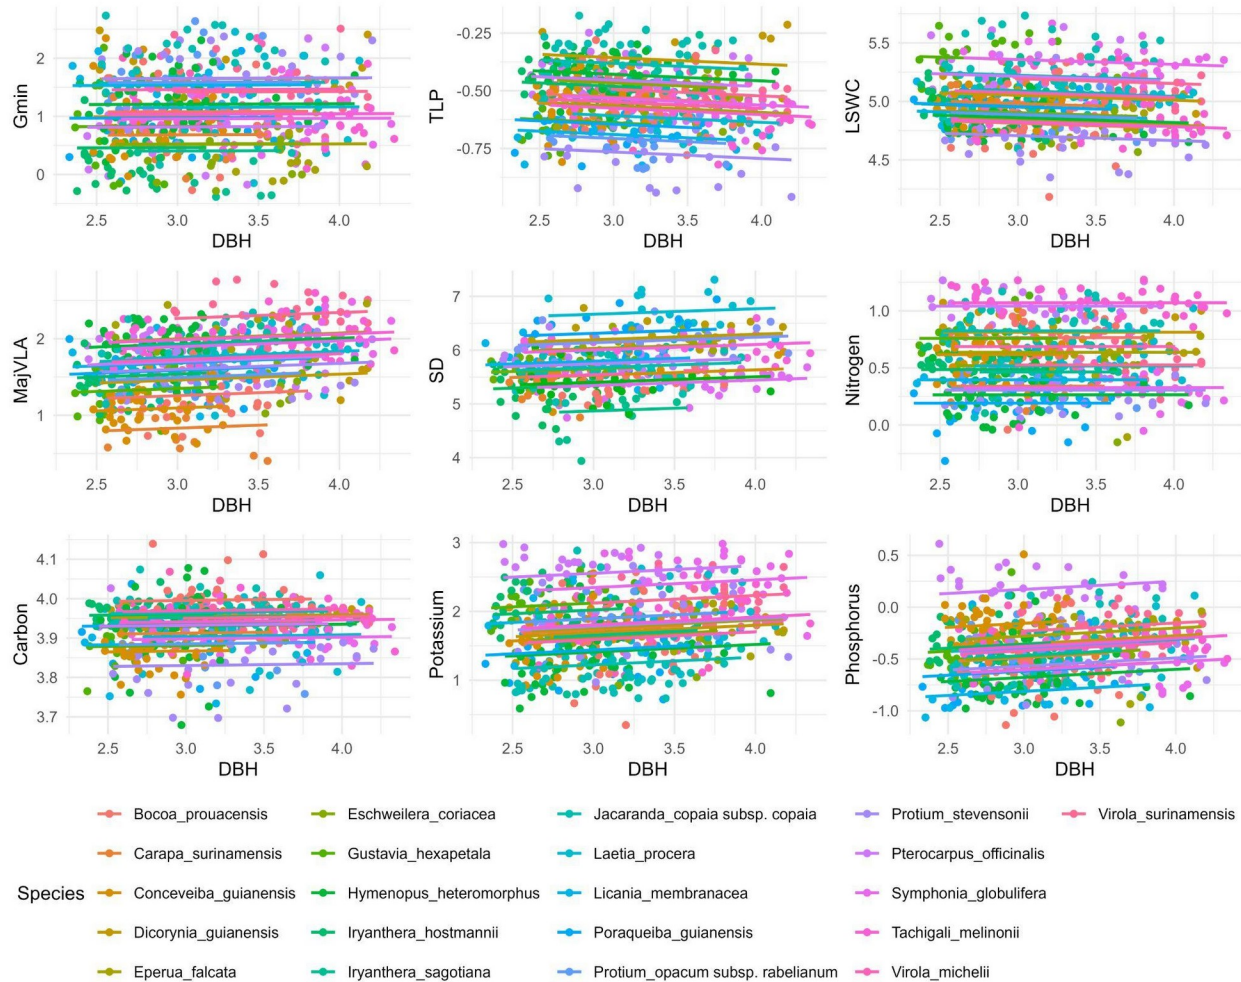 Gmin
2
1
0
2.5 3.0 3.5 4.0
DBH
TLP
-0.25
-0.50
-0.75
2.5 3.0 3.5 4.0
DBH
LSWC
5.5
5.0
4.5
2.5 3.0 3.5 4.0
DBH
MajVLA
2
1
2.5 3.0 3.5 4.0
DBH
SD
7
6
5
4
2.5 3.0 3.5 4.0
DBH
Nitrogen
1.0
0.5
0.0
2.5 3.0 3.5 4.0
DBH
Carbon
4.1
4.0
3.9
3.8
3.7
2.5 3.0 3.5 4.0
DBH
Potassium
3
2
1
2.5 3.0 3.5 4.0
DBH
Phosphorus
0.5
0.0
-0.5
-1.0
2.5 3.0 3.5 4.0
DBH
Species
Bocoa_prouacensis
Carapa_surinamensis
Conceveiba_guianensis
Dicorynia_guianensis
Eperua_falcata
Eschweilera_coriacea
Gustavia_hexapetala
Hymenopus_heteromorphus
Iryanthera_hostmannii
Iryanthera_sagotiana
Jacaranda_copaia subsp. copaia
Laetia_procera
Licania_membranacea
Poraqueiba_guianensis
Protium_opacum subsp. rabelianum
Protium_stevensonii
Pterocarpus_officinalis
Symphonia_globulifera
Tachigali_melinonii
Virola_michelii
Virola_surinamensis